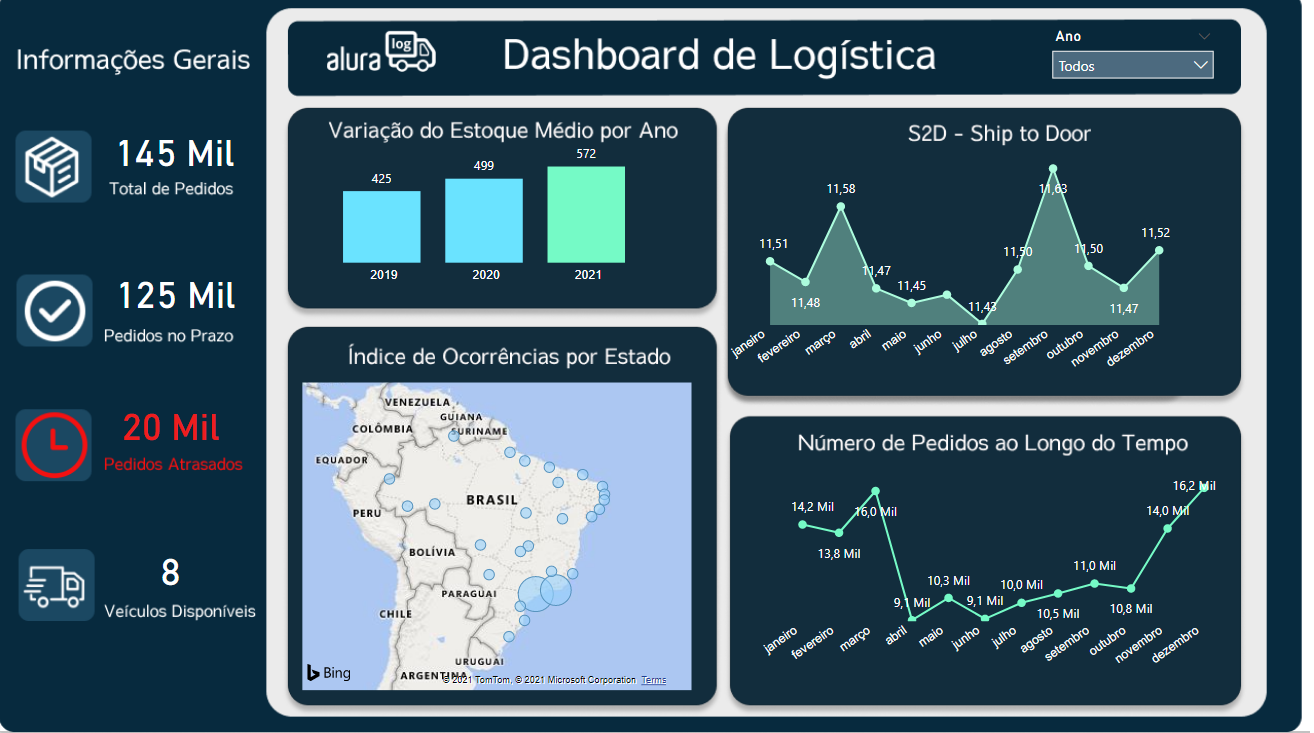 Informações Gerais
145 Mil
Total de Pedidos
125 Mil
Pedidos no Prazo
20 Mil
Pedidos Atrasados
8
Veículos Disponíveis
alura log
Dashboard de Logística
Ano
Todos
Variação do Estoque Médio por Ano
425
499
572
2019
2020
2021
S2D - Ship to Door
11,51
11,48
11,58
11,47
11,45
11,43
11,50
11,63
11,50
11,47
11,52
janeiro
fevereiro
março
abril
maio
junho
julho
agosto
setembro
outubro
novembro
dezembro
Índice de Ocorrências por Estado
VENEZUELA
GUIANA
SURINAME
COLÔMBIA
EQUADOR
BRASIL
PERU
BOLÍVIA
PARAGUAI
CHILE
URUGUAI
ARGENTINA
Bing
© 2021 TomTom, © 2021 Microsoft Corporation Terms
Número de Pedidos ao Longo do Tempo
14,2 Mil
13,8 Mil
16,0 Mil
9,1 Mil
10,3 Mil
9,1 Mil
10,0 Mil
10,5 Mil
11,0 Mil
10,8 Mil
14,0 Mil
16,2 Mil
janeiro
fevereiro
março
abril
maio
junho
julho
agosto
setembro
outubro
novembro
dezembro